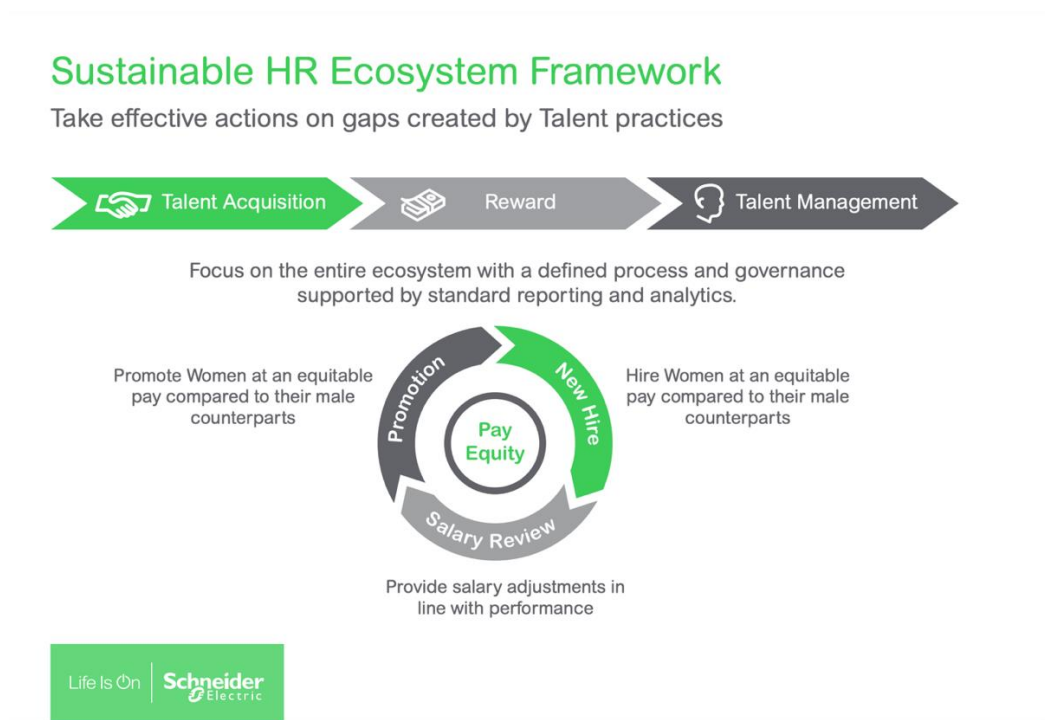 Sustainable HR Ecosystem Framework
Take effective actions on gaps created by Talent practices
Talent Acquisition
Reward
Talent Management
Focus on the entire ecosystem with a defined process and governance
supported by standard reporting and analytics.
Promote Women at an equitable
pay compared to their male
counterparts
Promotion
New Hire
Pay
Equity
Salary Review
Hire Women at an equitable
pay compared to their male
counterparts
Provide salary adjustments in
line with performance
Life Is On
Schneider
Electric